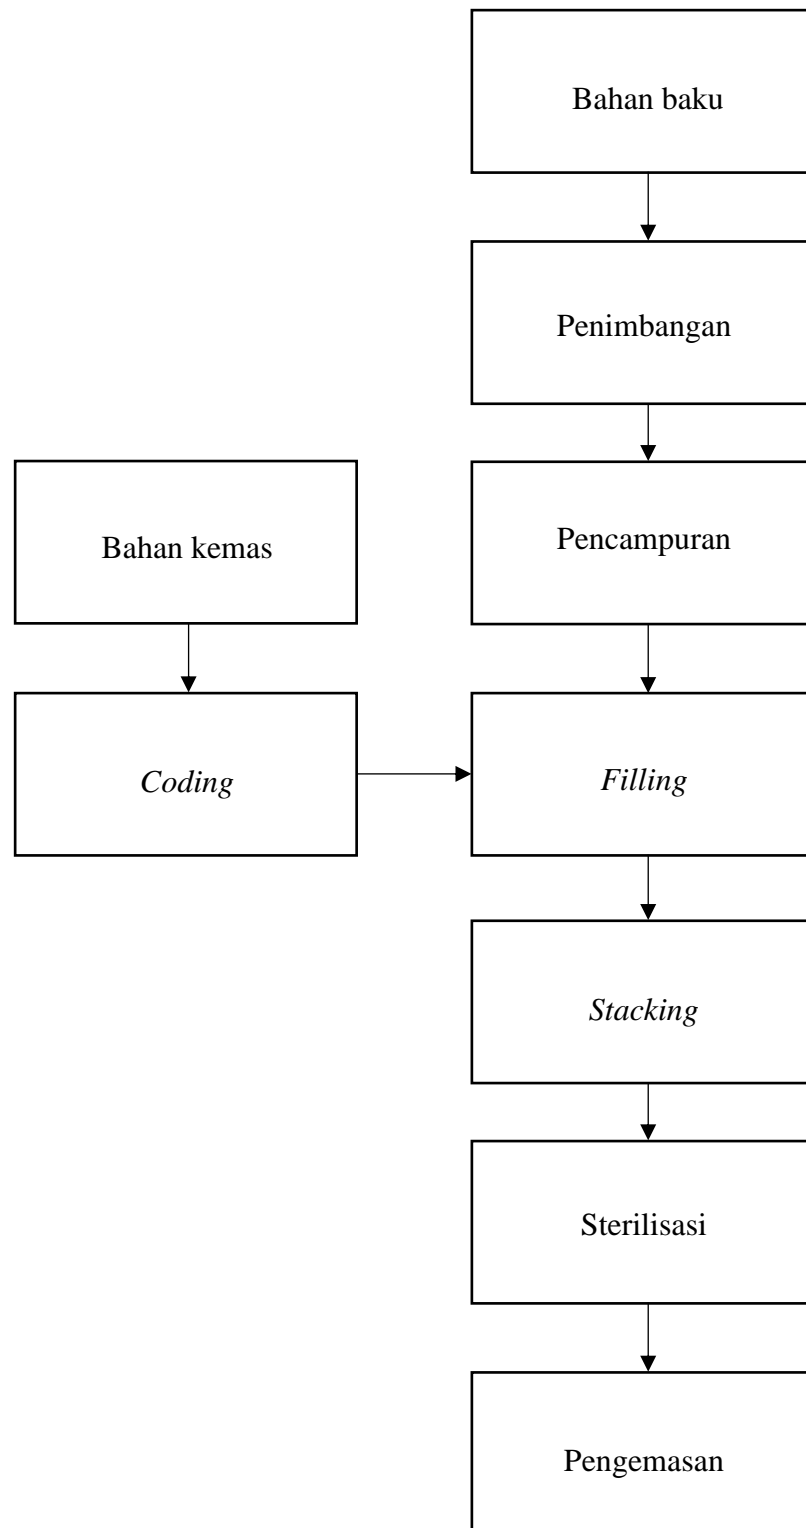 Bahan baku
Penimbangan
Pencampuran
Bahan kemas
Coding
Filling
Stacking
Sterilisasi
Pengemasan